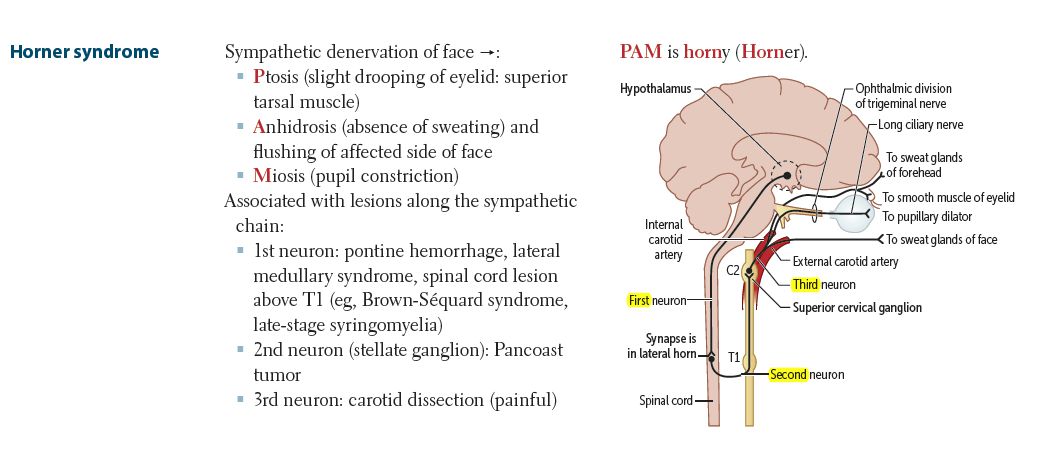 Horner syndrome
Sympathetic denervation of face →:
▪ Ptosis (slight drooping of eyelid: superior
tarsal muscle)
▪ Anhidrosis (absence of sweating) and
flushing of affected side of face
▪ Miosis (pupil constriction)
Associated with lesions along the sympathetic
chain:
▪ 1st neuron: pontine hemorrhage, lateral
medullary syndrome, spinal cord lesion
above T1 (eg, Brown-Séquard syndrome,
late-stage syringomyelia)
▪ 2nd neuron (stellate ganglion): Pancoast
tumor
▪ 3rd neuron: carotid dissection (painful)
PAM is horny (Horner).
Hypothalamus
Ophthalmic division
of trigeminal nerve
Long ciliary nerve
To sweat glands
of forehead
To smooth muscle of eyelid
To pupillary dilator
To sweat glands of face
Internal
carotid
artery
External carotid artery
C2
Third neuron
First neuron
Superior cervical ganglion
Synapse is
in lateral horn
T1
Second neuron
Spinal cord